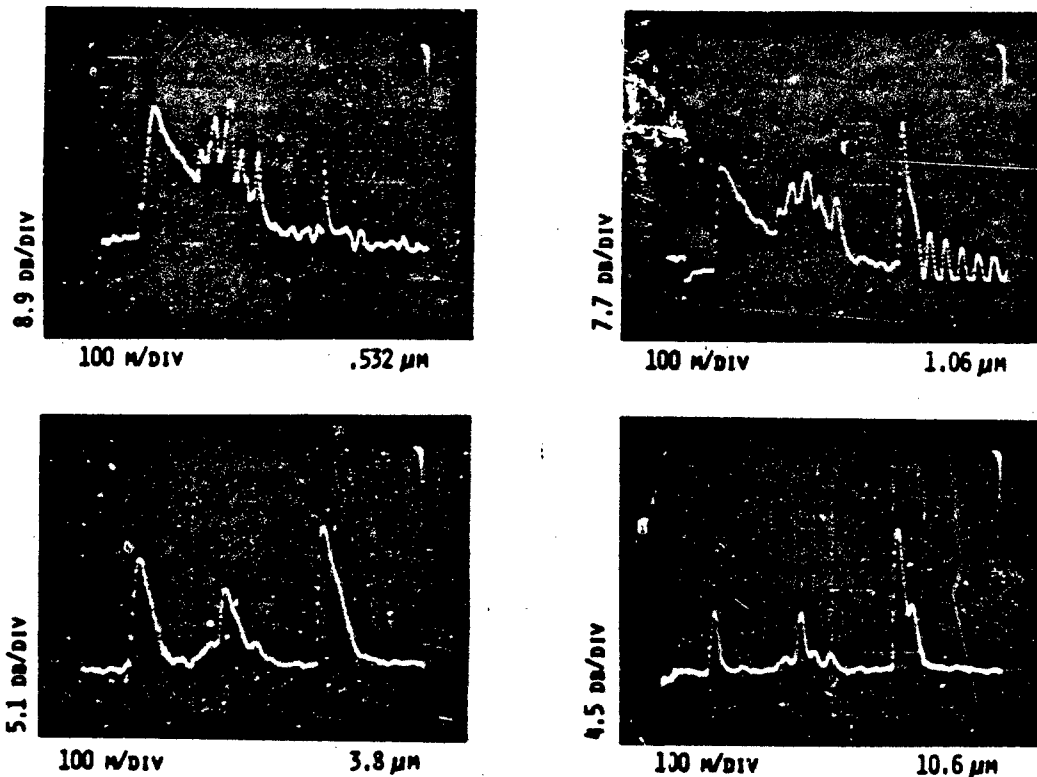 8.9 DB/DIV
100 M/DIV .532 µM
7.7 DB/DIV
100 M/DIV 1.06 µM
5.1 DB/DIV
100 M/DIV 3.8 µM
4.5 DB/DIV
100 M/DIV 10.6 µM